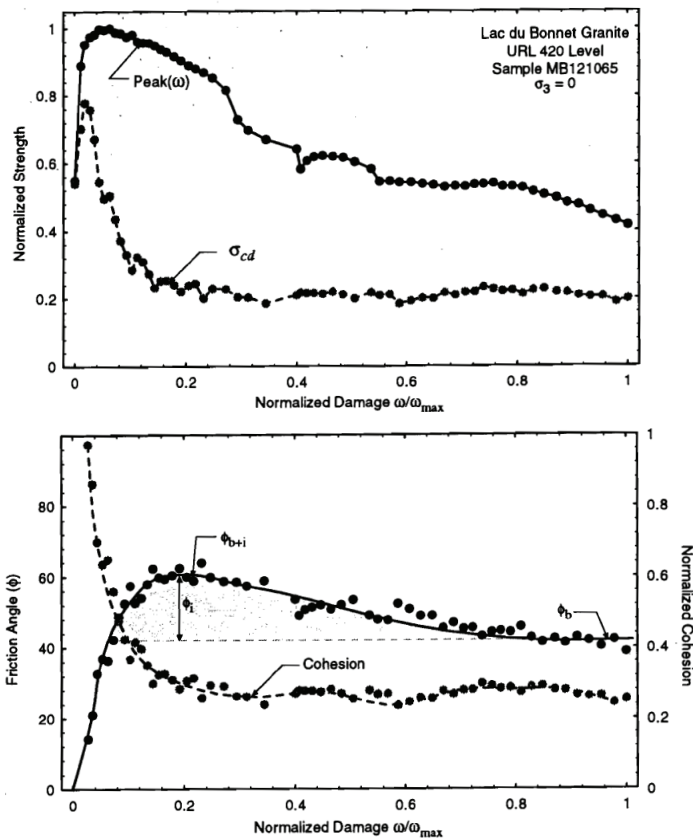 Lac du Bonnet Granite
URL 420 Level
Sample MB121065
σ3 = 0
Peak(ω)
σcd
Normalized Strength
1
0.8
0.6
0.4
0.2
0
0
0.2
0.4
0.6
0.8
1
Normalized Damage ω/ωmax
Friction Angle (ϕ)
80
60
40
20
0
ϕb+i
ϕi
ϕb
Cohesion
1
0.8
0.6
0.4
0.2
0
Normalized Cohesion
0
0.2
0.4
0.6
0.8
1
Normalized Damage ω/ωmax